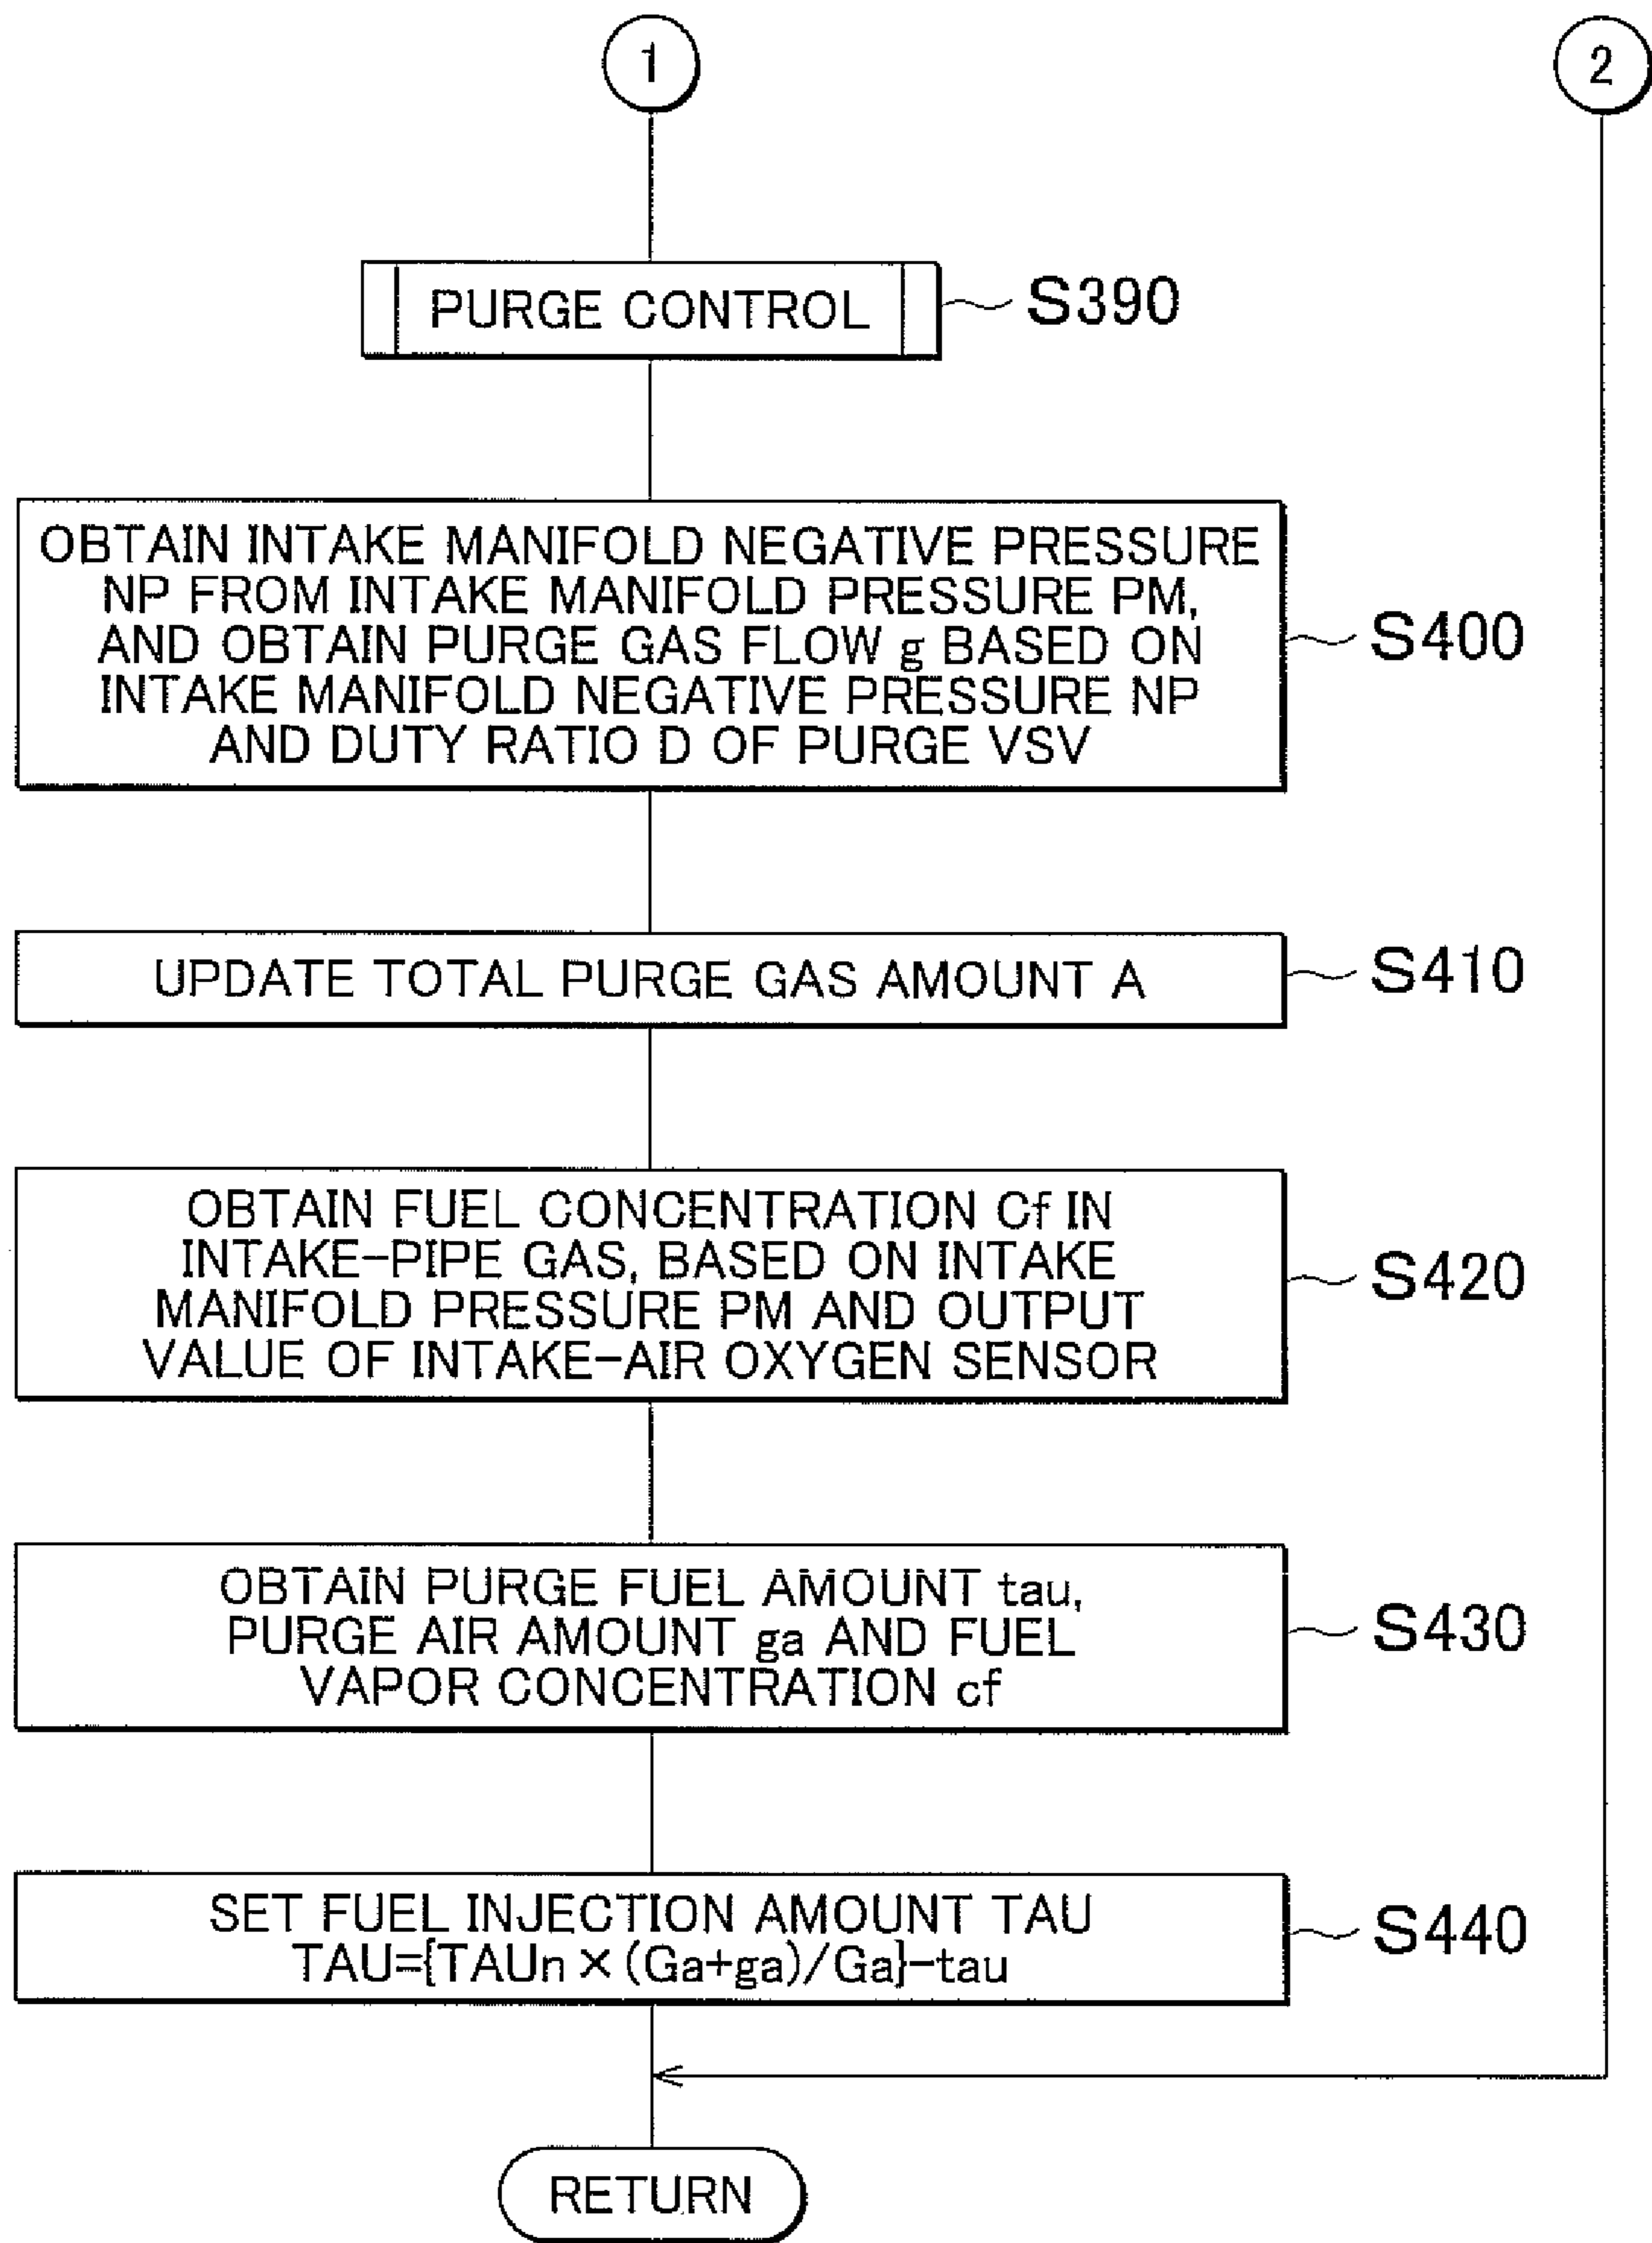 1
2
PURGE CONTROL
S390
OBTAIN INTAKE MANIFOLD NEGATIVE PRESSURE
NP FROM INTAKE MANIFOLD PRESSURE PM,
AND OBTAIN PURGE GAS FLOW g BASED ON
INTAKE MANIFOLD NEGATIVE PRESSURE NP
AND DUTY RATIO D OF PURGE VSV
S400
UPDATE TOTAL PURGE GAS AMOUNT A
S410
OBTAIN FUEL CONCENTRATION Cf IN
INTAKE-PIPE GAS, BASED ON INTAKE
MANIFOLD PRESSURE PM AND OUTPUT
VALUE OF INTAKE-AIR OXYGEN SENSOR
S420
OBTAIN PURGE FUEL AMOUNT tau,
PURGE AIR AMOUNT ga AND FUEL
VAPOR CONCENTRATION cf
S430
SET FUEL INJECTION AMOUNT TAU
TAU={TAUn×(Ga+ga)/Ga}-tau
S440
RETURN